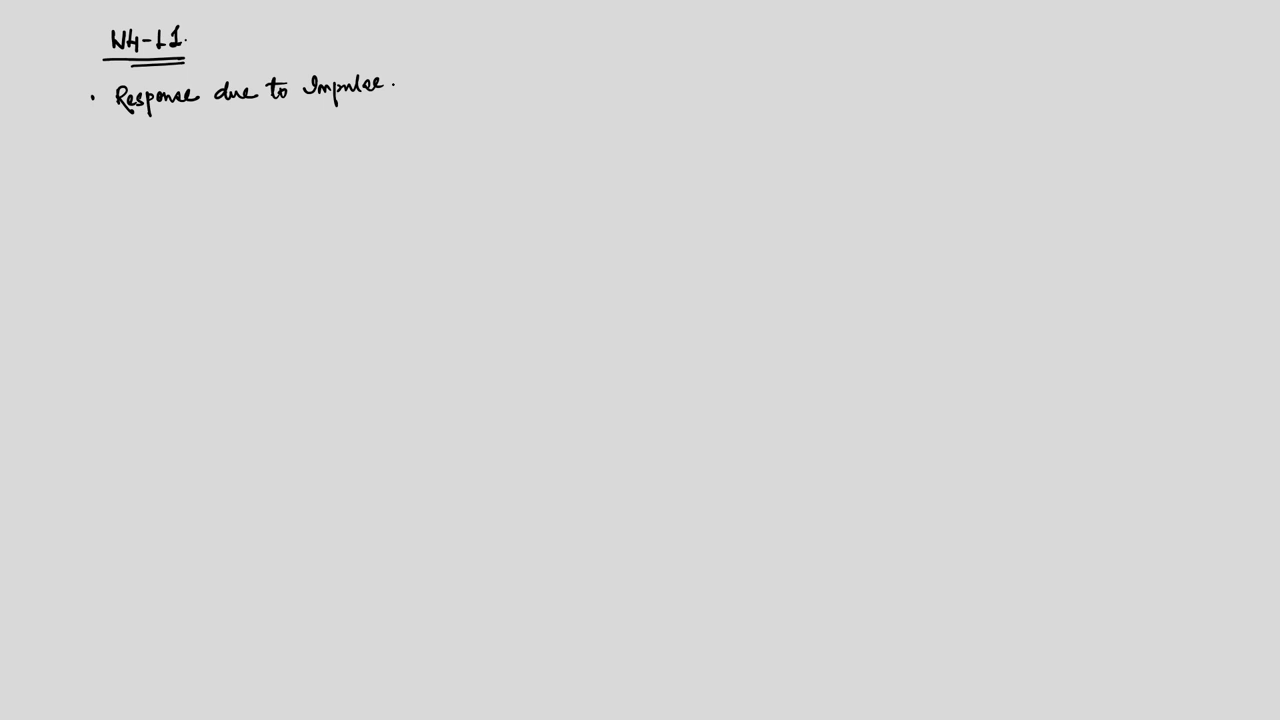 W4-L1.
· Response due to Impulse.